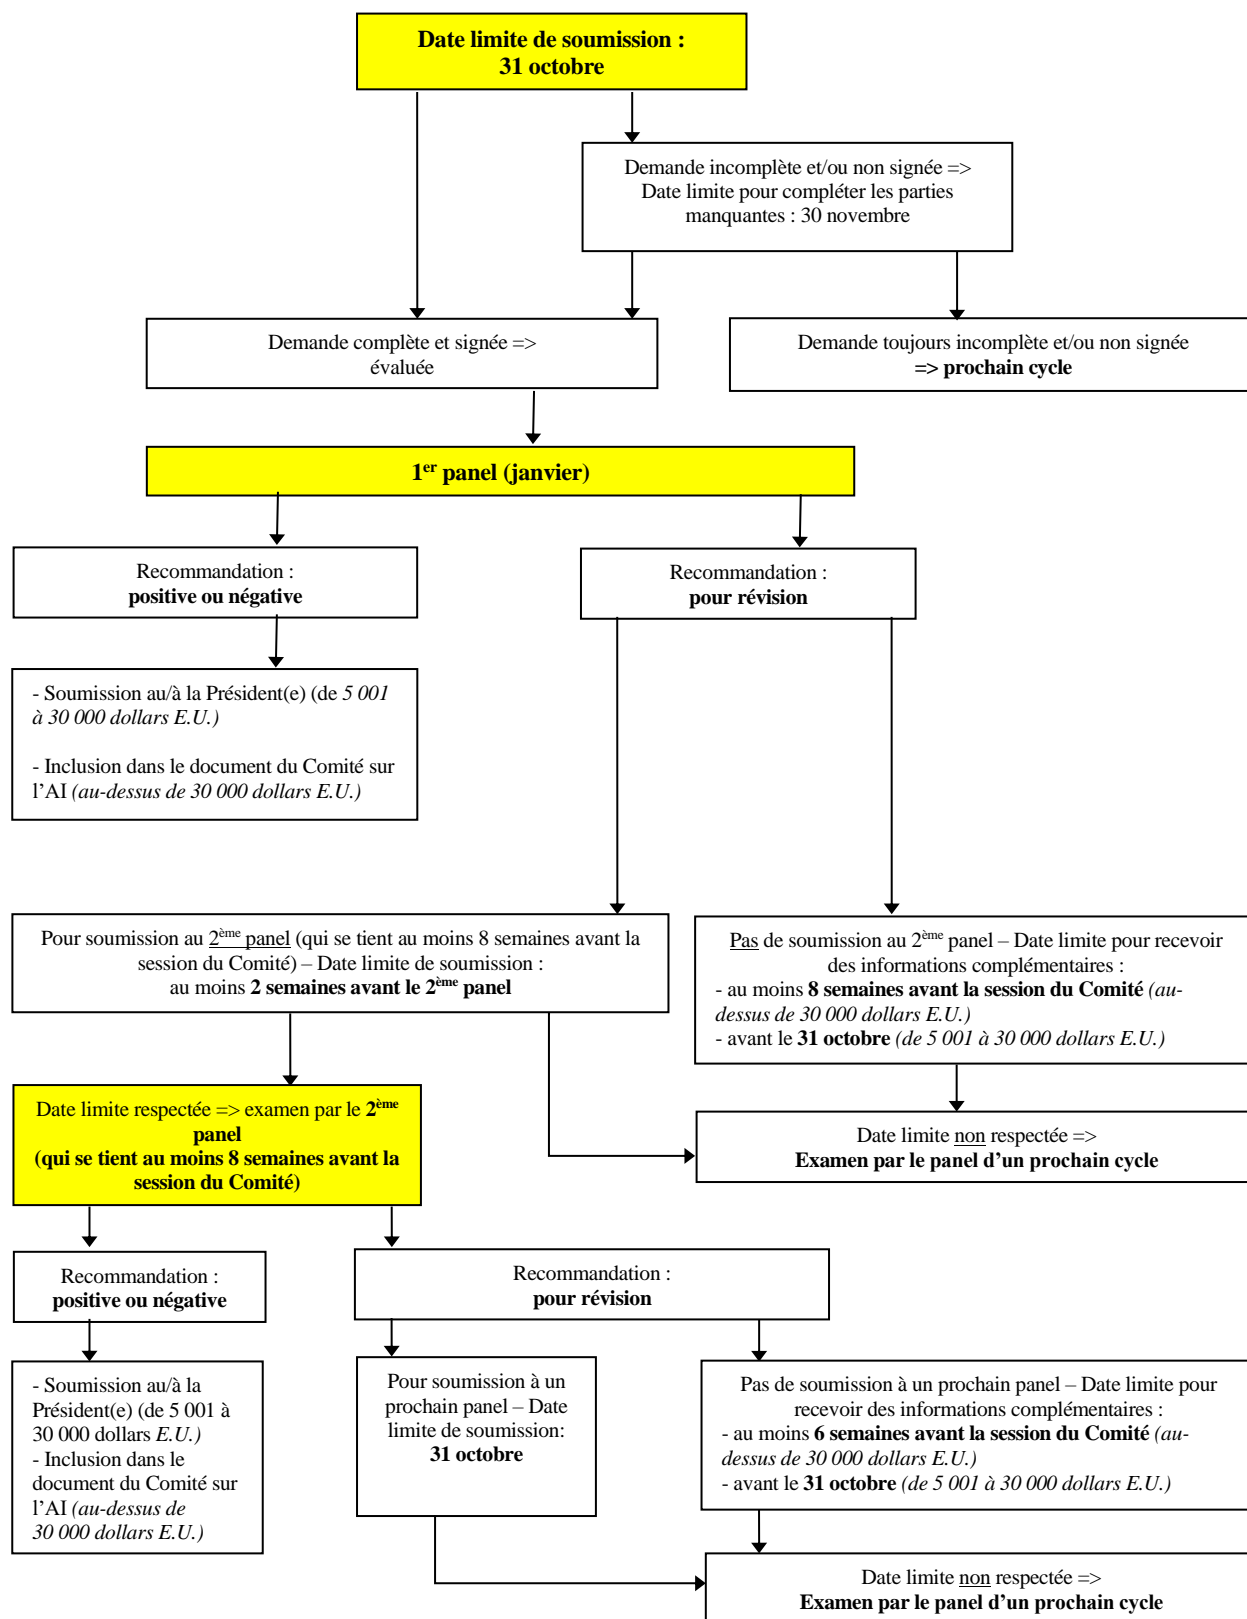 Date limite de soumission :
31 octobre
Demande incomplète et/ou non signée =>
Date limite pour compléter les parties
manquantes : 30 novembre
Demande complète et signée =>
évaluée
Demande toujours incomplète et/ou non signée
=> prochain cycle
1er panel (janvier)
Recommandation :
positive ou négative
Recommandation :
pour révision
- Soumission au/à la Président(e) (de 5 001
à 30 000 dollars E.U.)
- Inclusion dans le document du Comité sur
l’AI (au-dessus de 30 000 dollars E.U.)
Pour soumission au 2ème panel (qui se tient au moins 8 semaines avant la
session du Comité) – Date limite de soumission :
au moins 2 semaines avant le 2ème panel
Pas de soumission au 2ème panel – Date limite pour recevoir
des informations complémentaires :
- au moins 8 semaines avant la session du Comité (au-
dessus de 30 000 dollars E.U.)
- avant le 31 octobre (de 5 001 à 30 000 dollars E.U.)
Date limite respectée => examen par le 2ème
panel
(qui se tient au moins 8 semaines avant la
session du Comité)
Date limite non respectée =>
Examen par le panel d’un prochain cycle
Recommandation :
positive ou négative
Recommandation :
pour révision
- Soumission au/à la
Président(e) (de 5 001 à
30 000 dollars E.U.)
- Inclusion dans le
document du Comité sur
l’AI (au-dessus de
30 000 dollars E.U.)
Pour soumission à un
prochain panel – Date
limite de soumission:
31 octobre
Pas de soumission à un prochain panel – Date limite pour
recevoir des informations complémentaires :
- au moins 6 semaines avant la session du Comité (au-
dessus de 30 000 dollars E.U.)
- avant le 31 octobre (de 5 001 à 30 000 dollars E.U.)
Date limite non respectée =>
Examen par le panel d’un prochain cycle